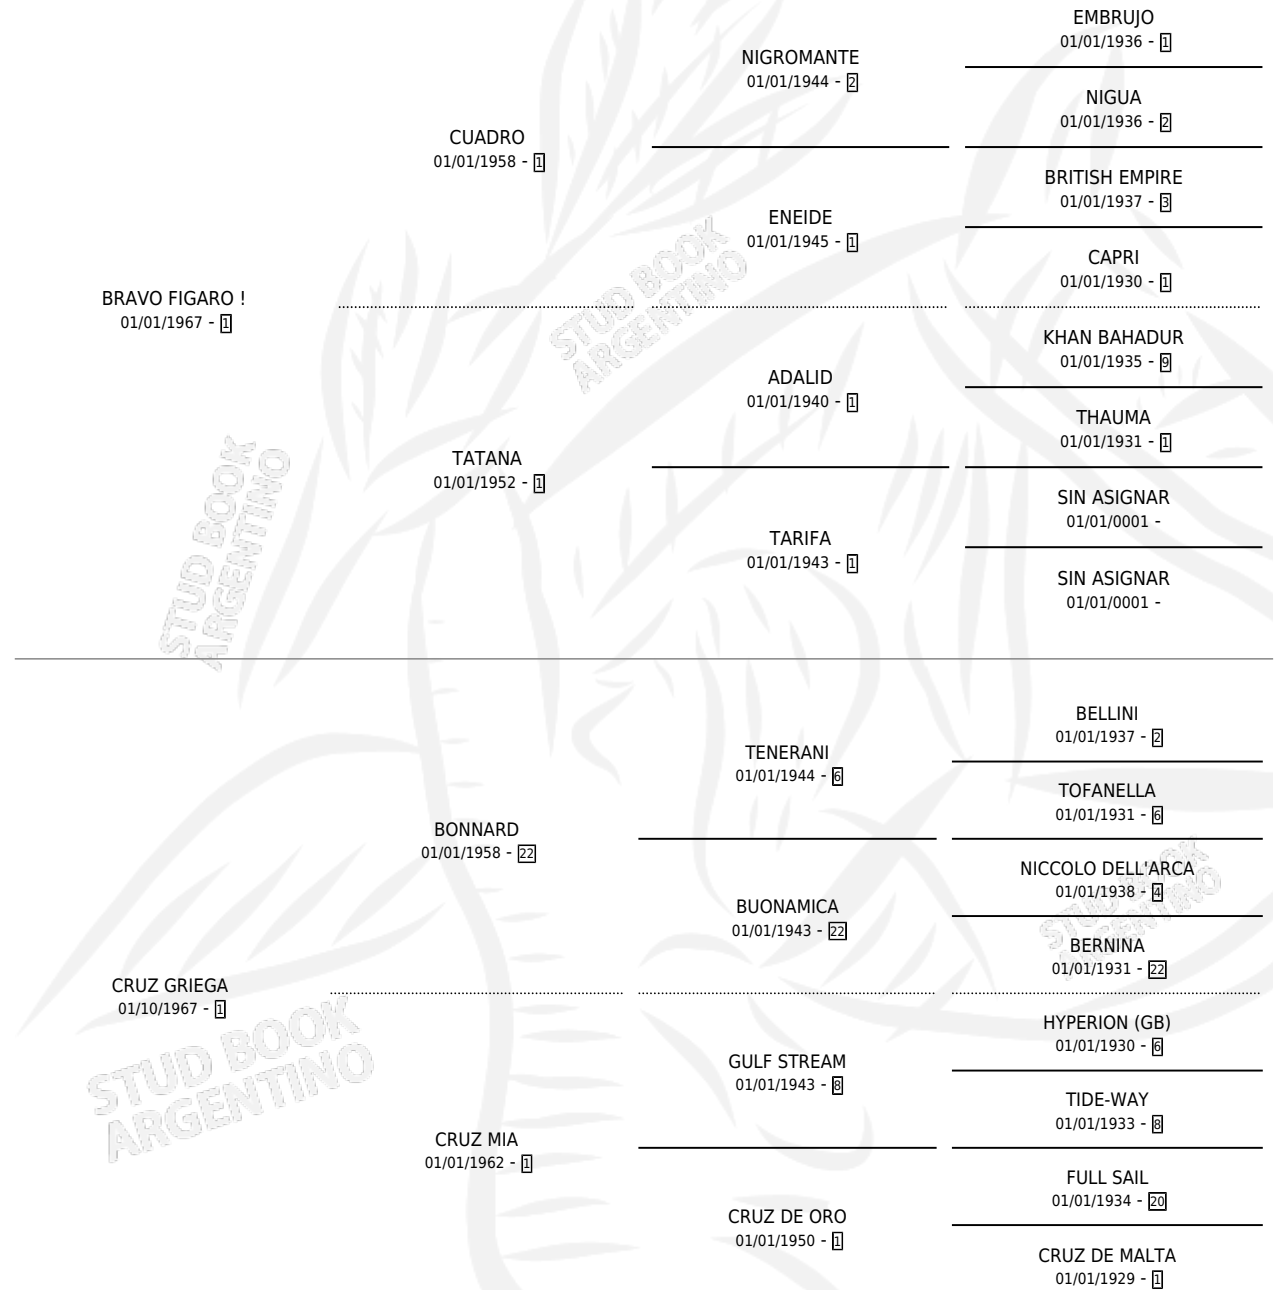 EMBRUJO
01/01/1936 - 1
NIGROMANTE
01/01/1944 - 2
NIGUA
01/01/1936 - 2
CUADRO
01/01/1958 - 1
BRITISH EMPIRE
01/01/1937 - 3
ENEIDE
01/01/1945 - 1
CAPRI
01/01/1930 - 1
STUD BOOK
ARGENTINO
BRAVO FIGARO !
01/01/1967 - 1
KHAN BAHADUR
01/01/1935 - 9
ADALID
01/01/1940 - 1
THAUMA
01/01/1931 - 1
TATANA
01/01/1952 - 1
SIN ASIGNAR
01/01/0001 -
TARIFA
01/01/1943 - 1
SIN ASIGNAR
01/01/0001 -
STUD BOOK
ARGENTINO
BELLINI
01/01/1937 - 2
TENERANI
01/01/1944 - 6
TOFANELLA
01/01/1931 - 6
BONNARD
01/01/1958 - 22
NICCOLO DELL'ARCA
01/01/1938 - 4
BUONAMICA
01/01/1943 - 22
BERNINA
01/01/1931 - 22
STUD BOOK
ARGENTINO
CRUZ GRIEGA
01/10/1967 - 1
HYPERION (GB)
01/01/1930 - 6
GULF STREAM
01/01/1943 - 8
TIDE-WAY
01/01/1933 - 8
STUD BOOK
ARGENTINO
CRUZ MIA
01/01/1962 - 1
FULL SAIL
01/01/1934 - 20
CRUZ DE ORO
01/01/1950 - 1
CRUZ DE MALTA
01/01/1929 - 1